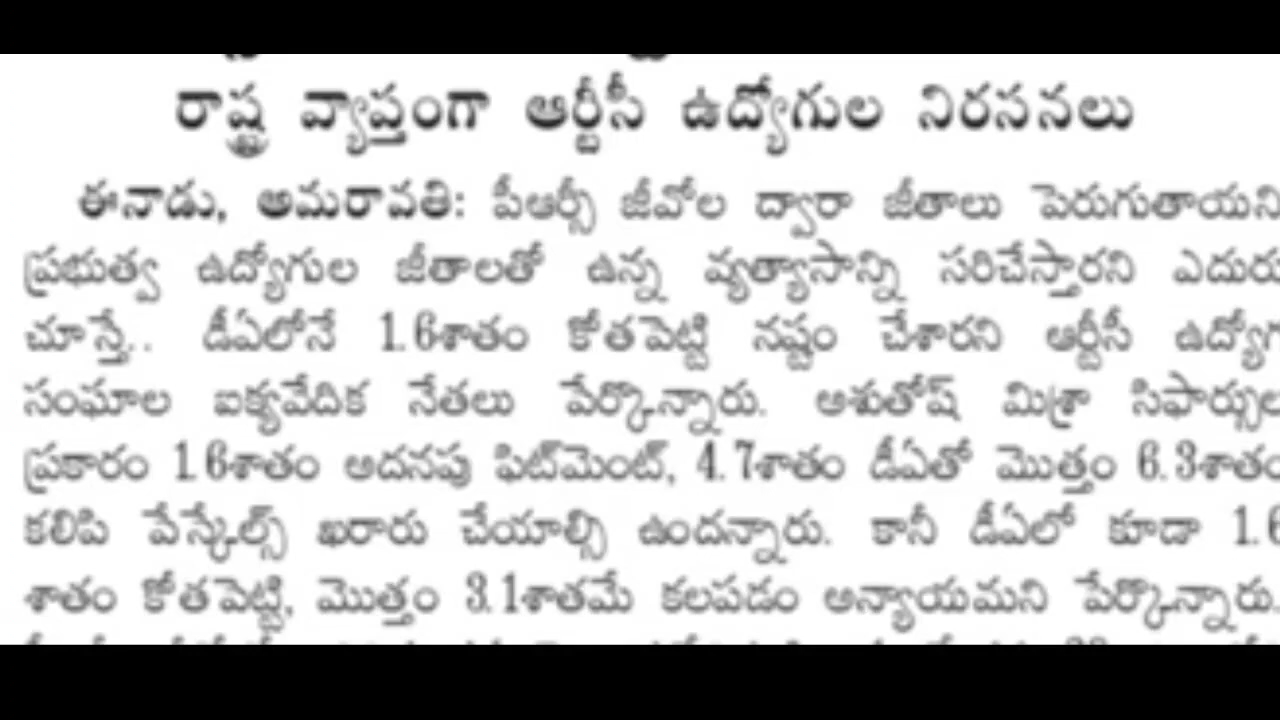 రాష్ట్ర వ్యాప్తంగా ఆర్టీసీ ఉద్యోగుల నిరసనలు
ఈనాడు, అమరావతి: పీఆర్సీ జీవోల ద్వారా జీతాలు పెరుగుతాయని
ప్రభుత్వ ఉద్యోగుల జీతాలతో ఉన్న వ్యత్యాసాన్ని సరిచేస్తారని ఎదురు
చూస్తే.. డీఏలోనే 1.6శాతం కోతపెట్టి నష్టం చేశారని ఆర్టీసీ ఉద్యోగ
సంఘాల ఐక్యవేదిక నేతలు పేర్కొన్నారు. ఆశుతోష్ మిశ్రా సిఫార్సుల
ప్రకారం 1.6శాతం అదనపు ఫిట్‌మెంట్, 4.7శాతం డీఏతో మొత్తం 6.3శాతం
కలిపి పేస్కేల్స్ ఖరారు చేయాల్సి ఉందన్నారు. కానీ డీఏలో కూడా 1.6
శాతం కోతపెట్టి, మొత్తం 3.1శాతమే కలపడం అన్యాయమని పేర్కొన్నారు.